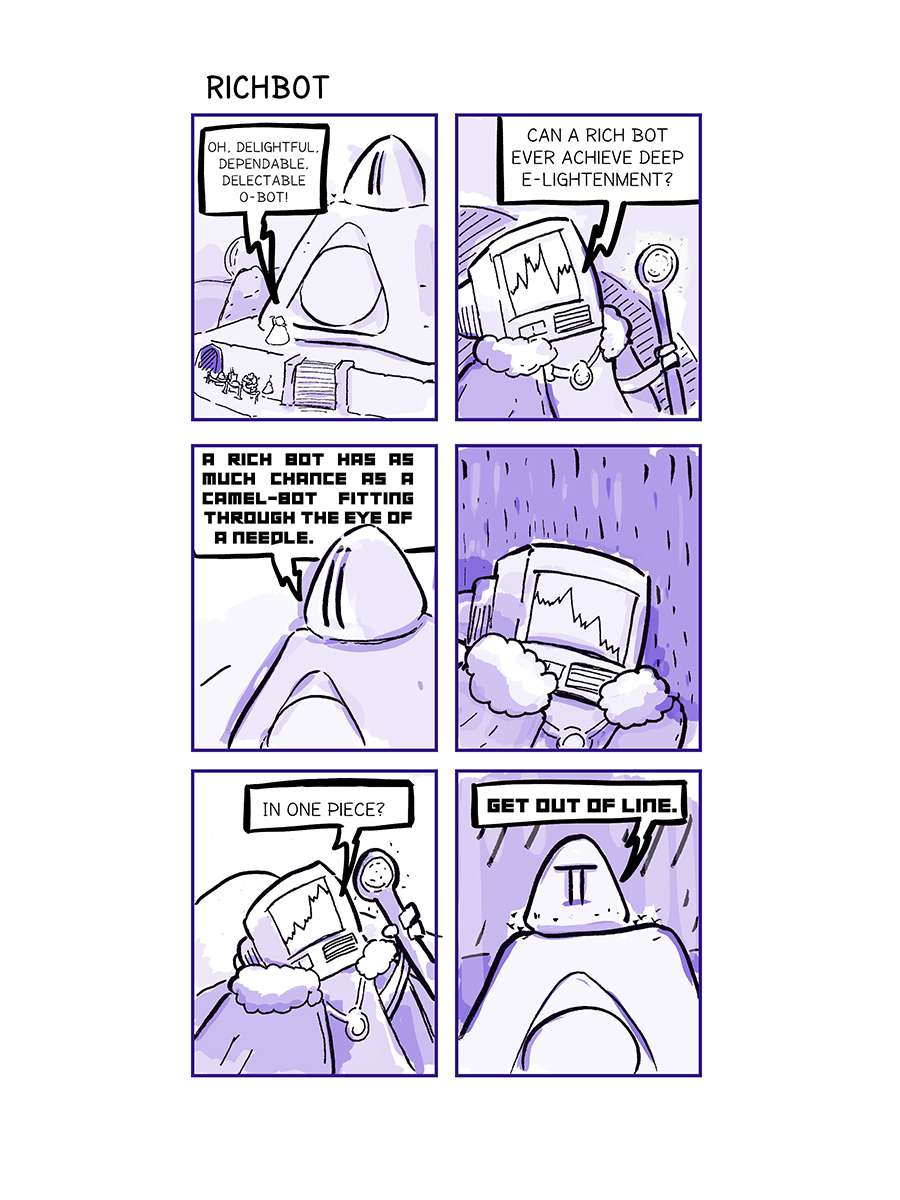 RICHBOT
OH, DELIGHTFUL,
DEPENDABLE,
DELECTABLE
O-BOT!
CAN A RICH BOT
EVER ACHIEVE DEEP
E-LIGHTENMENT?
A RICH BOT HAS AS
MUCH CHANCE AS A
CAMEL-BOT FITTING
THROUGH THE EYE OF
A NEEDLE.
IN ONE PIECE?
GET OUT OF LINE.